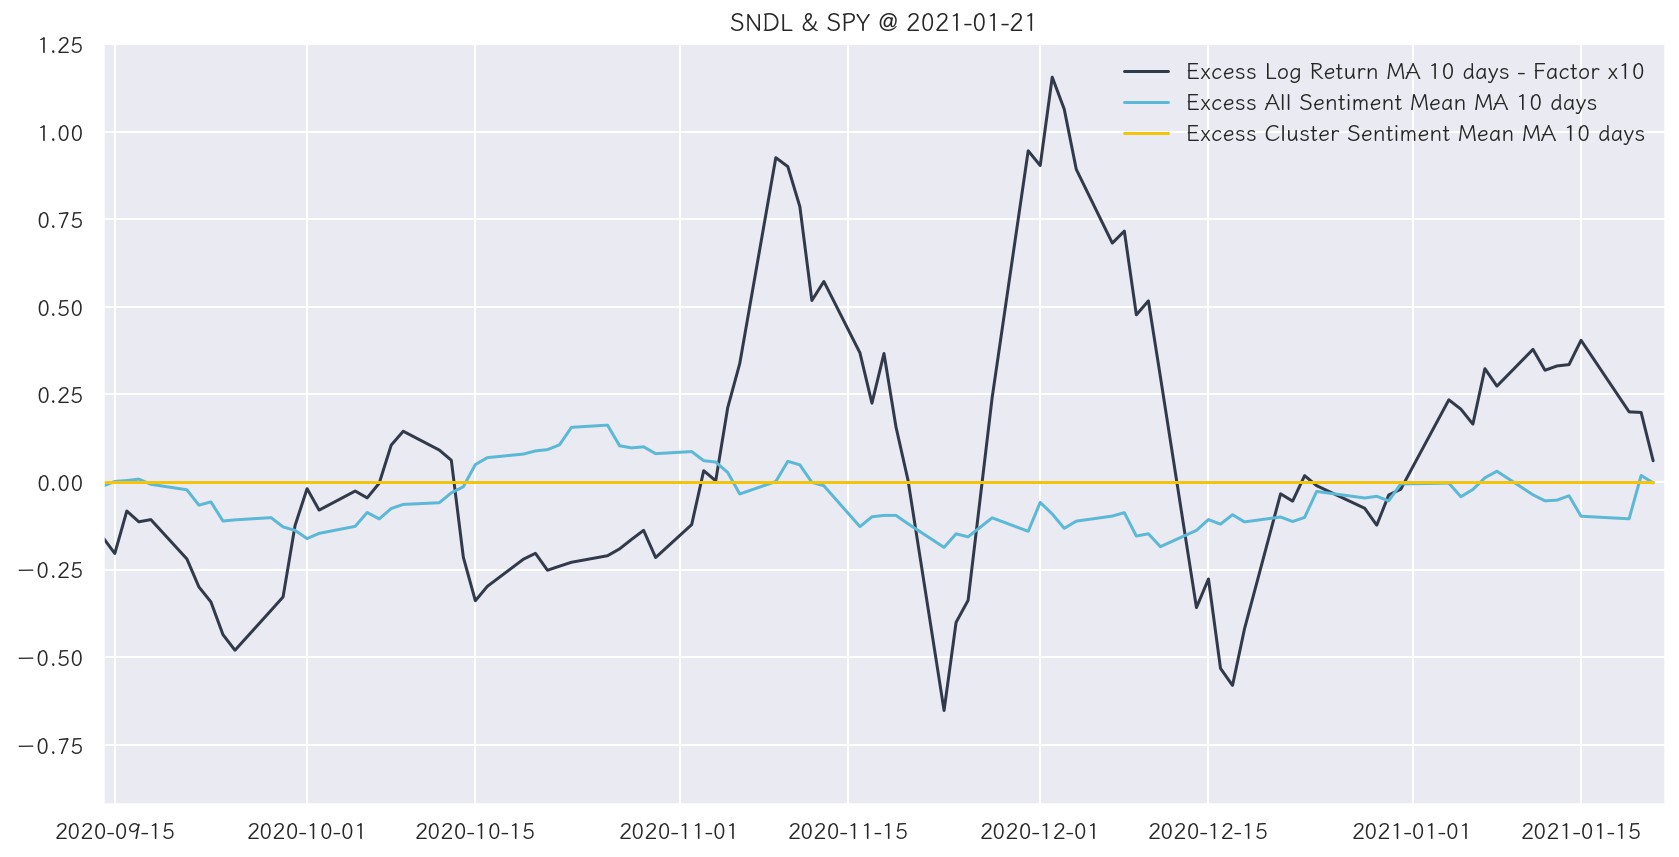 SNDL & SPY @ 2021-01-21
1.25
1.00
0.75
0.50
0.25
0.00
−0.25
−0.50
−0.75
Excess Log Return MA 10 days - Factor x10
Excess All Sentiment Mean MA 10 days
Excess Cluster Sentiment Mean MA 10 days
2020-09-15 2020-10-01 2020-10-15 2020-11-01 2020-11-15 2020-12-01 2020-12-15 2021-01-01 2021-01-15